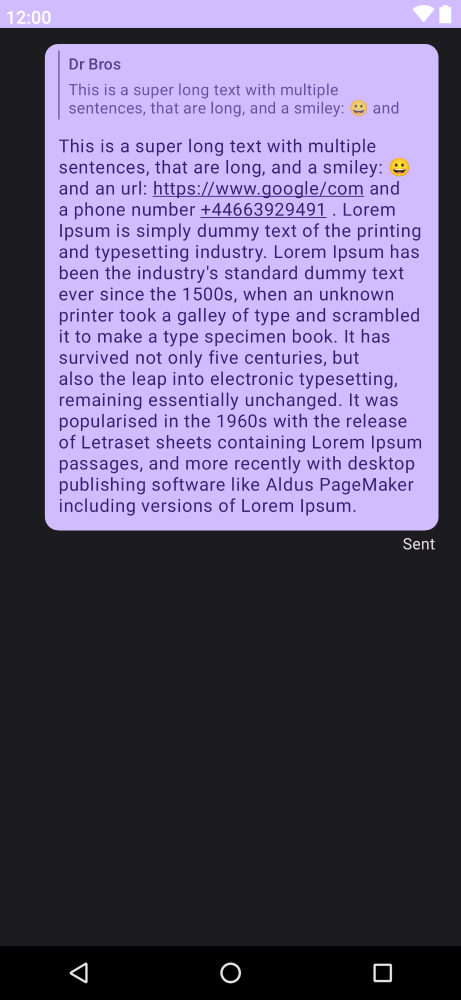 12:00
Dr Bros
This is a super long text with multiple
sentences, that are long, and a smiley: 😀 and
This is a super long text with multiple
sentences, that are long, and a smiley: 😀
and an url: https://www.google/com and
a phone number +44663929491 . Lorem
Ipsum is simply dummy text of the printing
and typesetting industry. Lorem Ipsum has
been the industry's standard dummy text
ever since the 1500s, when an unknown
printer took a galley of type and scrambled
it to make a type specimen book. It has
survived not only five centuries, but
also the leap into electronic typesetting,
remaining essentially unchanged. It was
popularised in the 1960s with the release
of Letraset sheets containing Lorem Ipsum
passages, and more recently with desktop
publishing software like Aldus PageMaker
including versions of Lorem Ipsum.
Sent